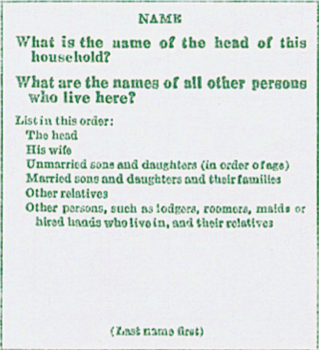 NAME
What is the name of the head of this
household?
What are the names of all other persons
who live here?
List in this order:
The head
His wife
Unmarried sons and daughters (in order of age)
Married sons and daughters and their families
Other relatives
Other persons, such as lodgers, roomers, maids or
hired hands who live in, and their relatives
(Last name first)